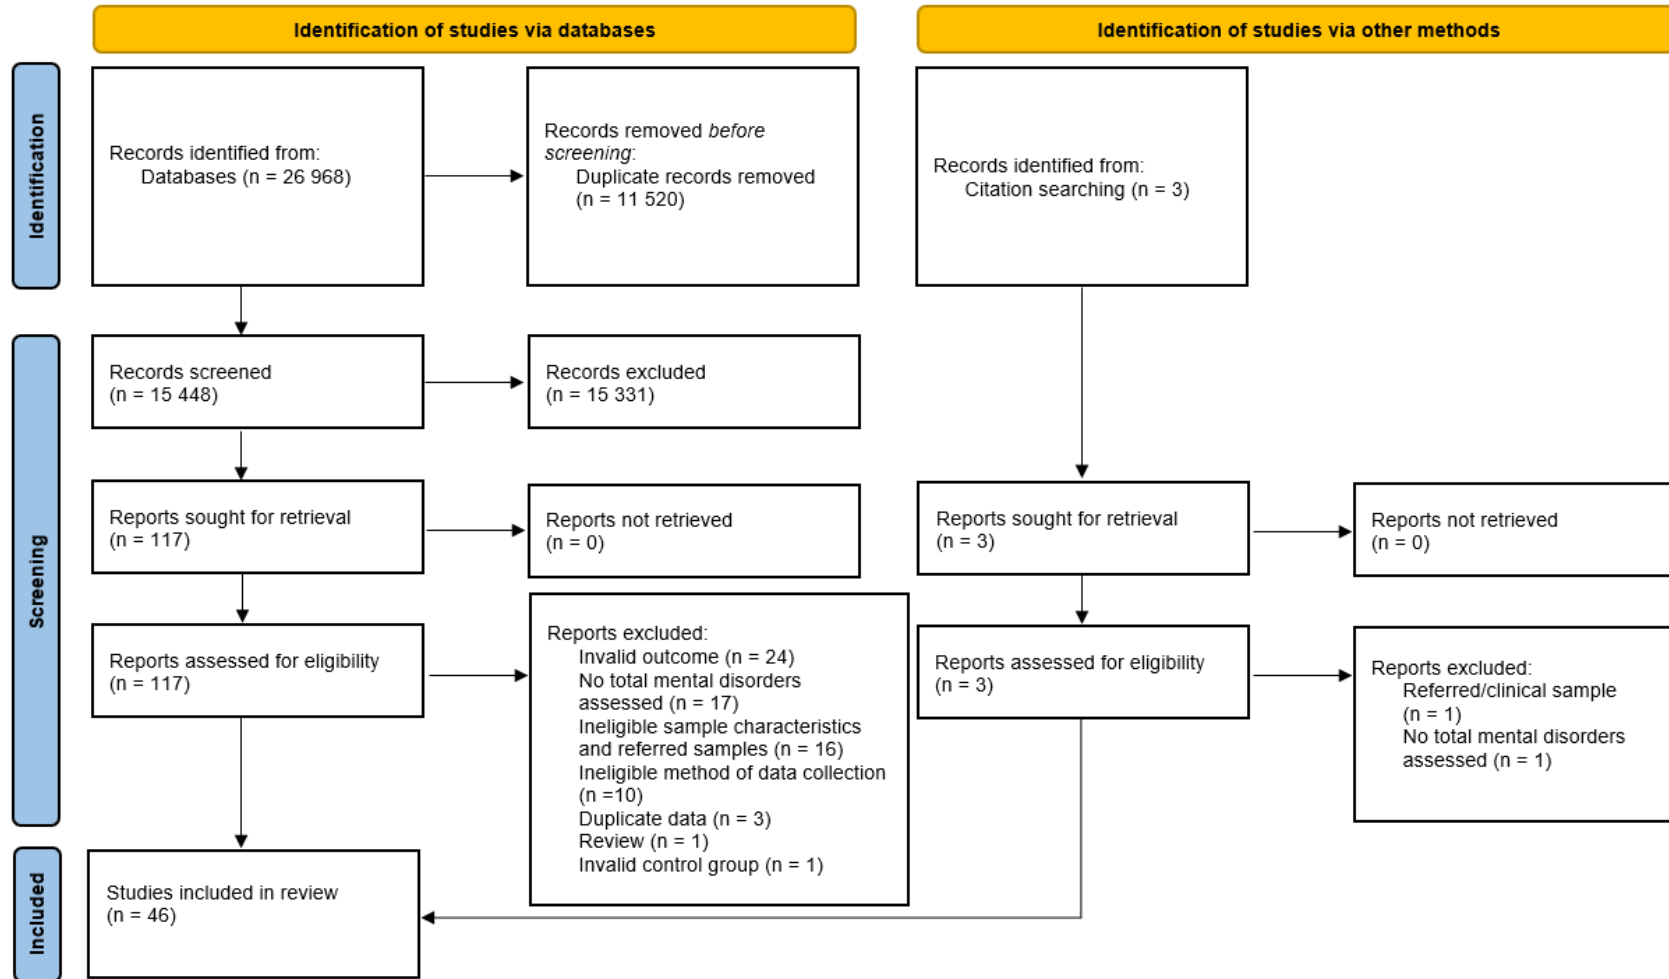 Identification of studies via databases
Identification of studies via other methods
Identification
Records identified from:
Databases (n = 26 968)
Records removed before
screening:
Duplicate records removed
(n = 11 520)
Records identified from:
Citation searching (n = 3)
Screening
Records screened
(n = 15 448)
Records excluded
(n = 15 331)
Reports sought for retrieval
(n = 117)
Reports not retrieved
(n = 0)
Reports sought for retrieval
(n = 3)
Reports not retrieved
(n = 0)
Reports assessed for eligibility
(n = 117)
Reports excluded:
Invalid outcome (n = 24)
No total mental disorders
assessed (n = 17)
Ineligible sample characteristics
and referred samples (n = 16)
Ineligible method of data collection
(n =10)
Duplicate data (n = 3)
Review (n = 1)
Invalid control group (n = 1)
Reports assessed for eligibility
(n = 3)
Reports excluded:
Referred/clinical sample
(n = 1)
No total mental disorders
assessed (n = 1)
Included
Studies included in review
(n = 46)